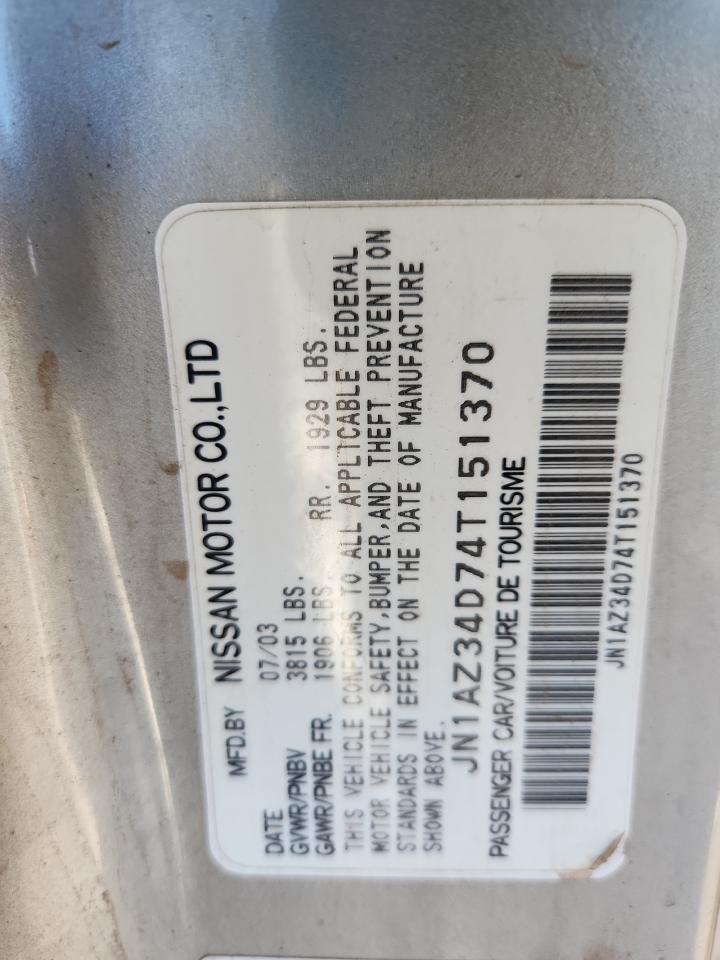 MFD.BY NISSAN MOTOR CO.,LTD
DATE 07/03
GVWR/PNBV 3815 LBS.
GAWR/PNBE FR. 1906 LBS. RR. 1929 LBS.
THIS VEHICLE CONFORMS TO ALL APPLICABLE FEDERAL
MOTOR VEHICLE SAFETY,BUMPER,AND THEFT PREVENTION
STANDARDS IN EFFECT ON THE DATE OF MANUFACTURE
SHOWN ABOVE.
JN1AZ34D74T151370
PASSENGER CAR/VOITURE DE TOURISME
JN1AZ34D74T151370